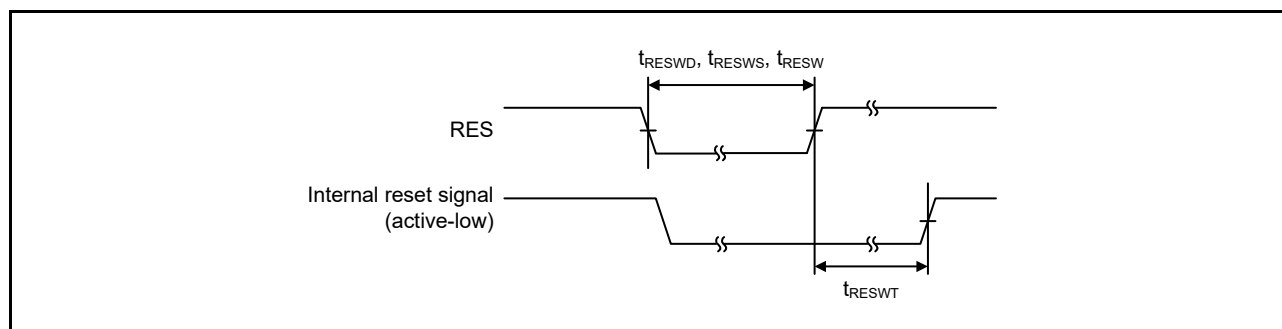 tRESWD, tRESWS, tRESW
RES
Internal reset signal
(active-low)
tRESWT